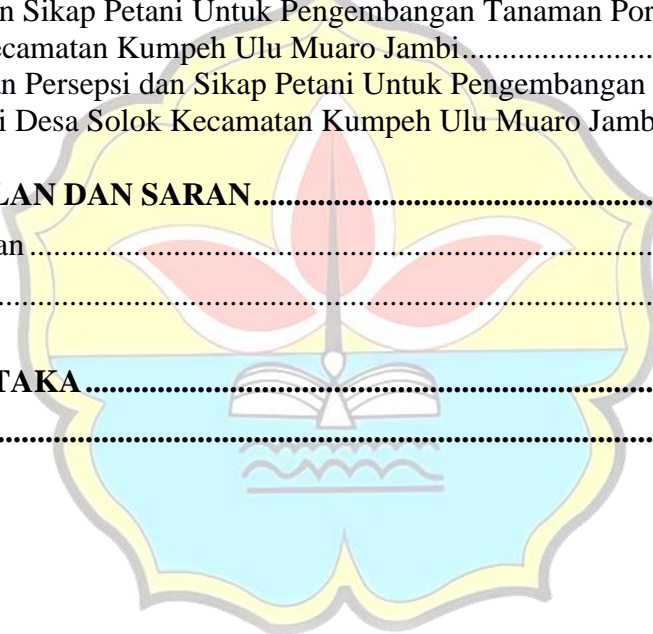 n Sikap Petani Untuk Pengembangan Tanaman Por
ecamatan Kumpeh Ulu Muaro Jambi....................
an Persepsi dan Sikap Petani Untuk Pengembangan
i Desa Solok Kecamatan Kumpeh Ulu Muaro Jamb
LAN DAN SARAN....................................................
an....................................................................................
........................................................................................
TAKA...........................................................................
........................................................................................